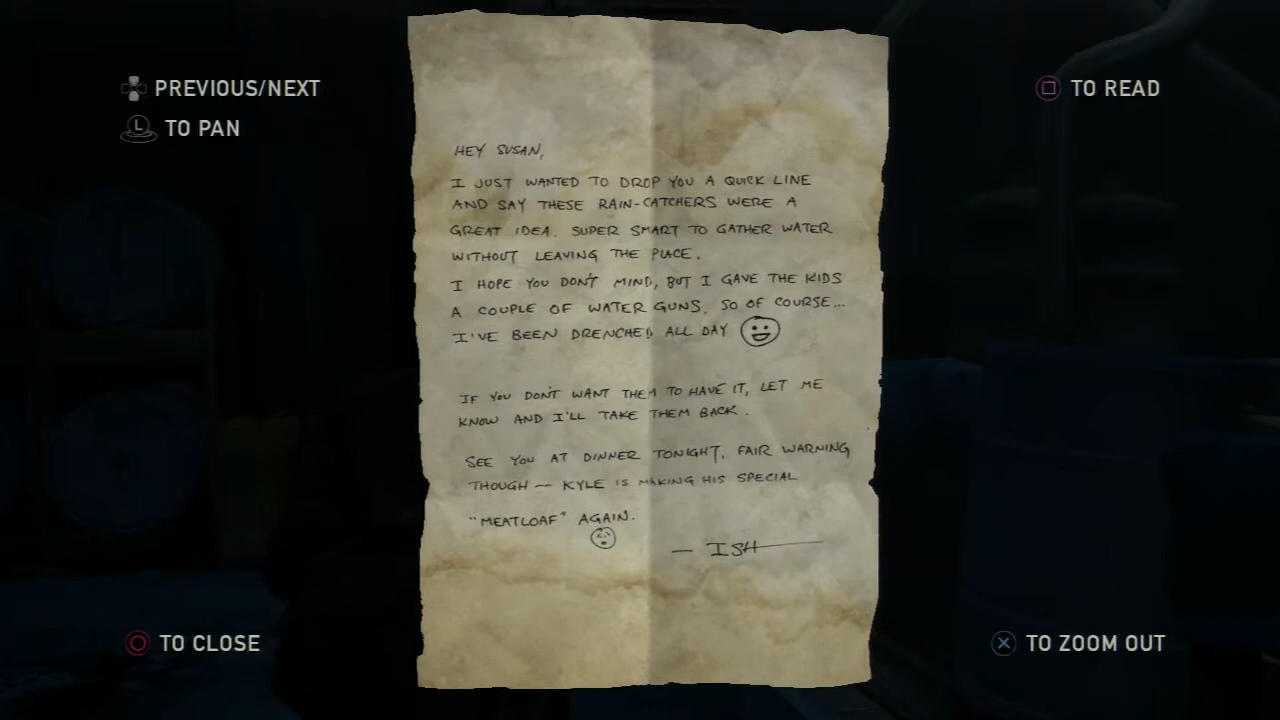 PREVIOUS/NEXT
L TO PAN
TO READ
HEY SUSAN,
I JUST WANTED TO DROP YOU A QUICK LINE
AND SAY THESE RAIN-CATCHERS WERE A
GREAT IDEA. SUPER SMART TO GATHER WATER
WITHOUT LEAVING THE PLACE.
I HOPE YOU DON'T MIND, BUT I GAVE THE KIDS
A COUPLE OF WATER GUNS. SO OF COURSE...
I'VE BEEN DRENCHED ALL DAY
IF YOU DON'T WANT THEM TO HAVE IT, LET ME
KNOW AND I'LL TAKE THEM BACK.
SEE YOU AT DINNER TONIGHT. FAIR WARNING
THOUGH — KYLE IS MAKING HIS SPECIAL
"MEATLOAF" AGAIN.
— ISH
TO CLOSE
TO ZOOM OUT